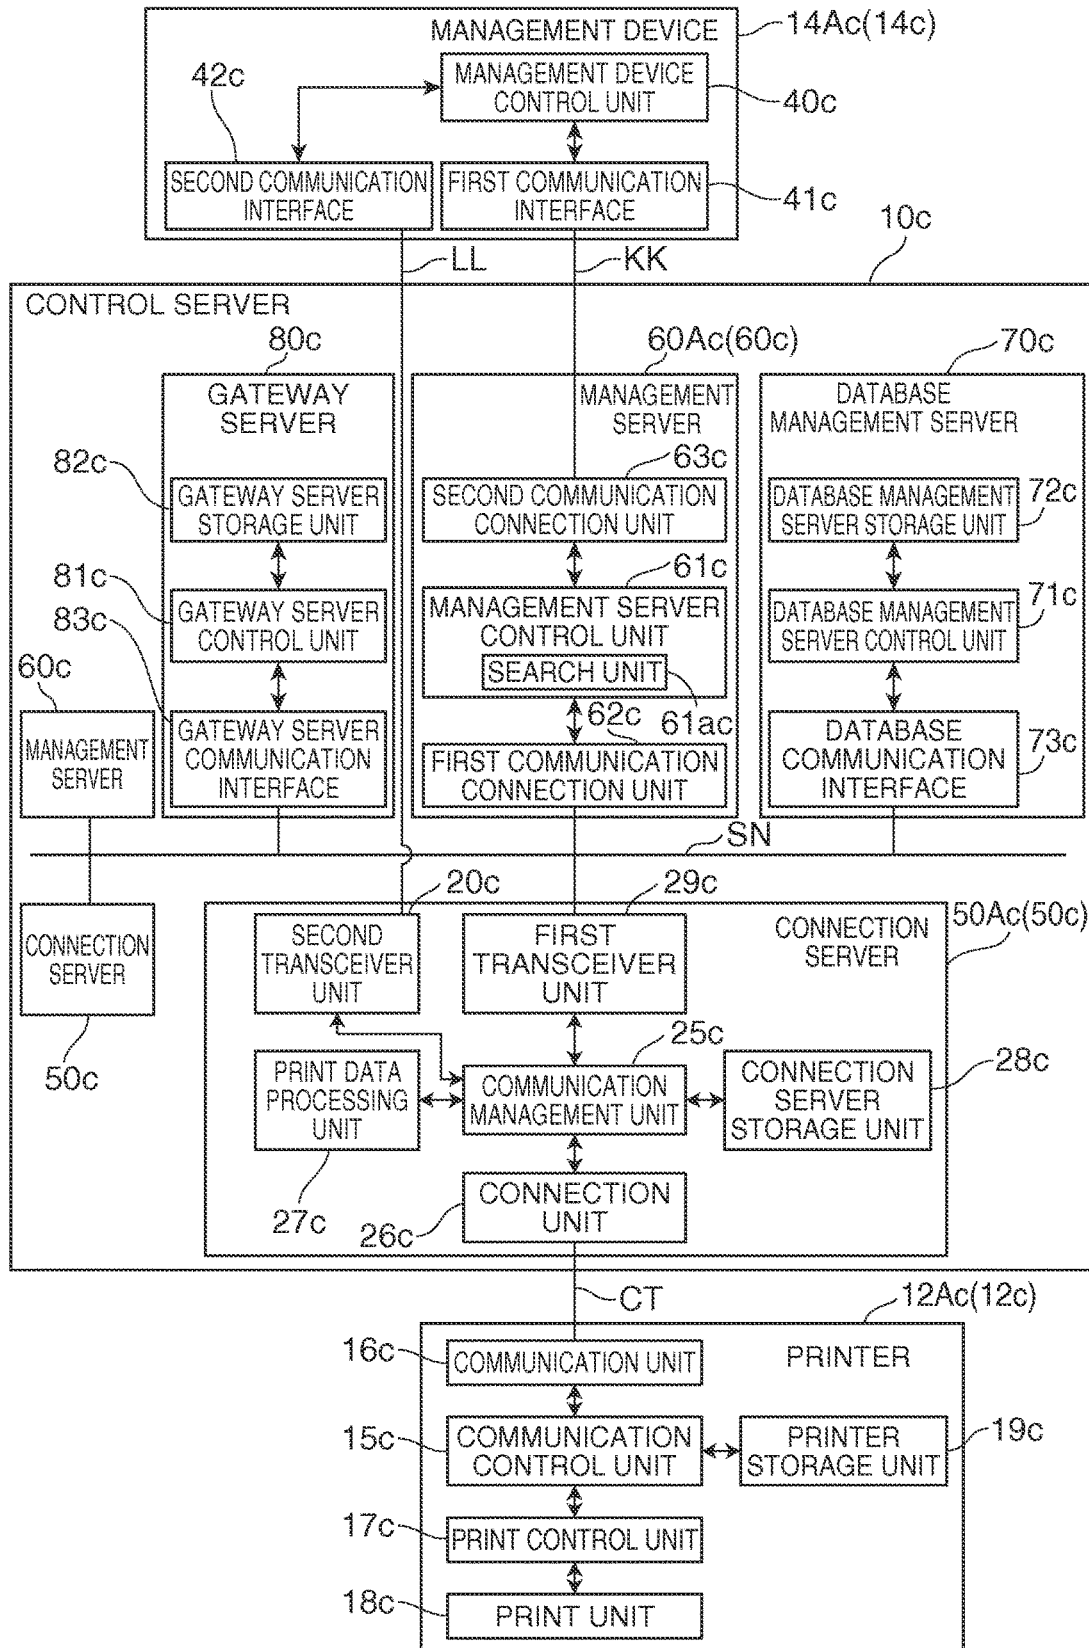 MANAGEMENT DEVICE
14Ac(14c)
42c
MANAGEMENT DEVICE
CONTROL UNIT
40c
SECOND COMMUNICATION
INTERFACE
FIRST COMMUNICATION
INTERFACE
41c
10c
LL
KK
CONTROL SERVER
80c
60Ac(60c)
70c
GATEWAY
SERVER
MANAGEMENT
SERVER
DATABASE
MANAGEMENT SERVER
82c
63c
GATEWAY SERVER
STORAGE UNIT
SECOND COMMUNICATION
CONNECTION UNIT
DATABASE MANAGEMENT
SERVER STORAGE UNIT
72c
81c
61c
83c
GATEWAY SERVER
CONTROL UNIT
MANAGEMENT SERVER
CONTROL UNIT
SEARCH UNIT
DATABASE MANAGEMENT
SERVER CONTROL UNIT
71c
60c
62c
61ac
MANAGEMENT
SERVER
GATEWAY SERVER
COMMUNICATION
INTERFACE
FIRST COMMUNICATION
CONNECTION UNIT
DATABASE
COMMUNICATION
INTERFACE
73c
SN
20c
29c
50Ac(50c)
CONNECTION
SERVER
SECOND
TRANSCEIVER
UNIT
FIRST
TRANSCEIVER
UNIT
CONNECTION
SERVER
50c
25c
28c
PRINT DATA
PROCESSING
UNIT
COMMUNICATION
MANAGEMENT UNIT
CONNECTION
SERVER
STORAGE UNIT
27c
26c
CONNECTION
UNIT
CT
12Ac(12c)
16c
COMMUNICATION UNIT
PRINTER
15c
COMMUNICATION
CONTROL UNIT
PRINTER
STORAGE UNIT
19c
17c
PRINT CONTROL UNIT
18c
PRINT UNIT